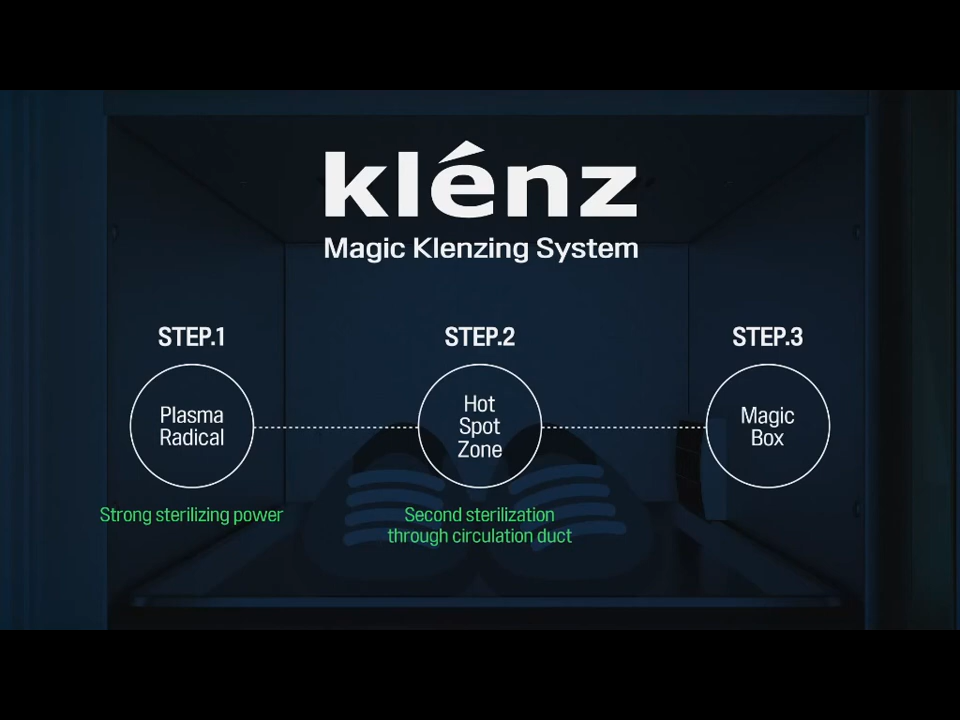 klénz
Magic Klenzing System
STEP.1
STEP.2
STEP.3
Plasma
Radical
Hot
Spot
Zone
Magic
Box
Strong sterilizing power
Second sterilization
through circulation duct